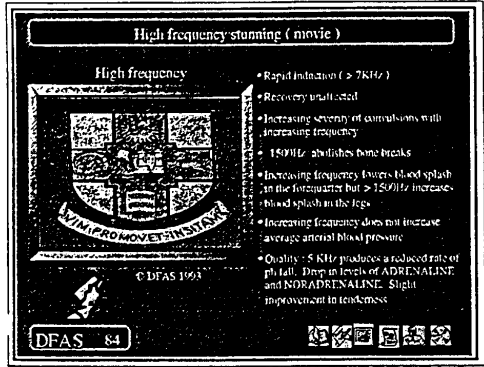 High frequency stunning ( movie )
High frequency
• Rapid induction ( > 7KHz )
• Recovery unaffected
• Increasing severity of convulsions with
increasing frequency
• 1500Hz abolishes bone breaks
• Increasing frequency lowers blood splash
in the forequarter but > 1500Hz increases
blood splash in the legs
• Increasing frequency does not increase
average arterial blood pressure
• Quality : 5 KHz produces a reduced rate of
ph fall. Drop in levels of ADRENALINE
and NORADRENALINE. Slight
improvement in tenderness
VIM PROMOVET INSITAM
© DFAS 1993
DFAS 84